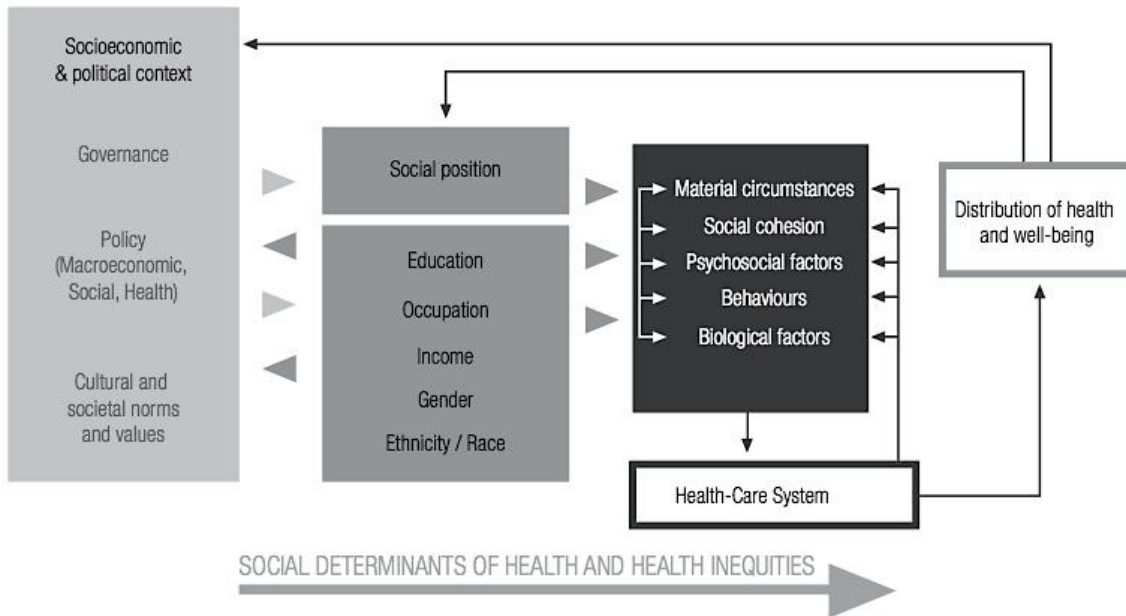 Socioeconomic
& political context
Governance
Policy
(Macroeconomic,
Social, Health)
Cultural and
societal norms
and values
Social position
Education
Occupation
Income
Gender
Ethnicity / Race
Material circumstances
Social cohesion
Psychosocial factors
Behaviours
Biological factors
Health-Care System
Distribution of health
and well-being
SOCIAL DETERMINANTS OF HEALTH AND HEALTH INEQUITIES